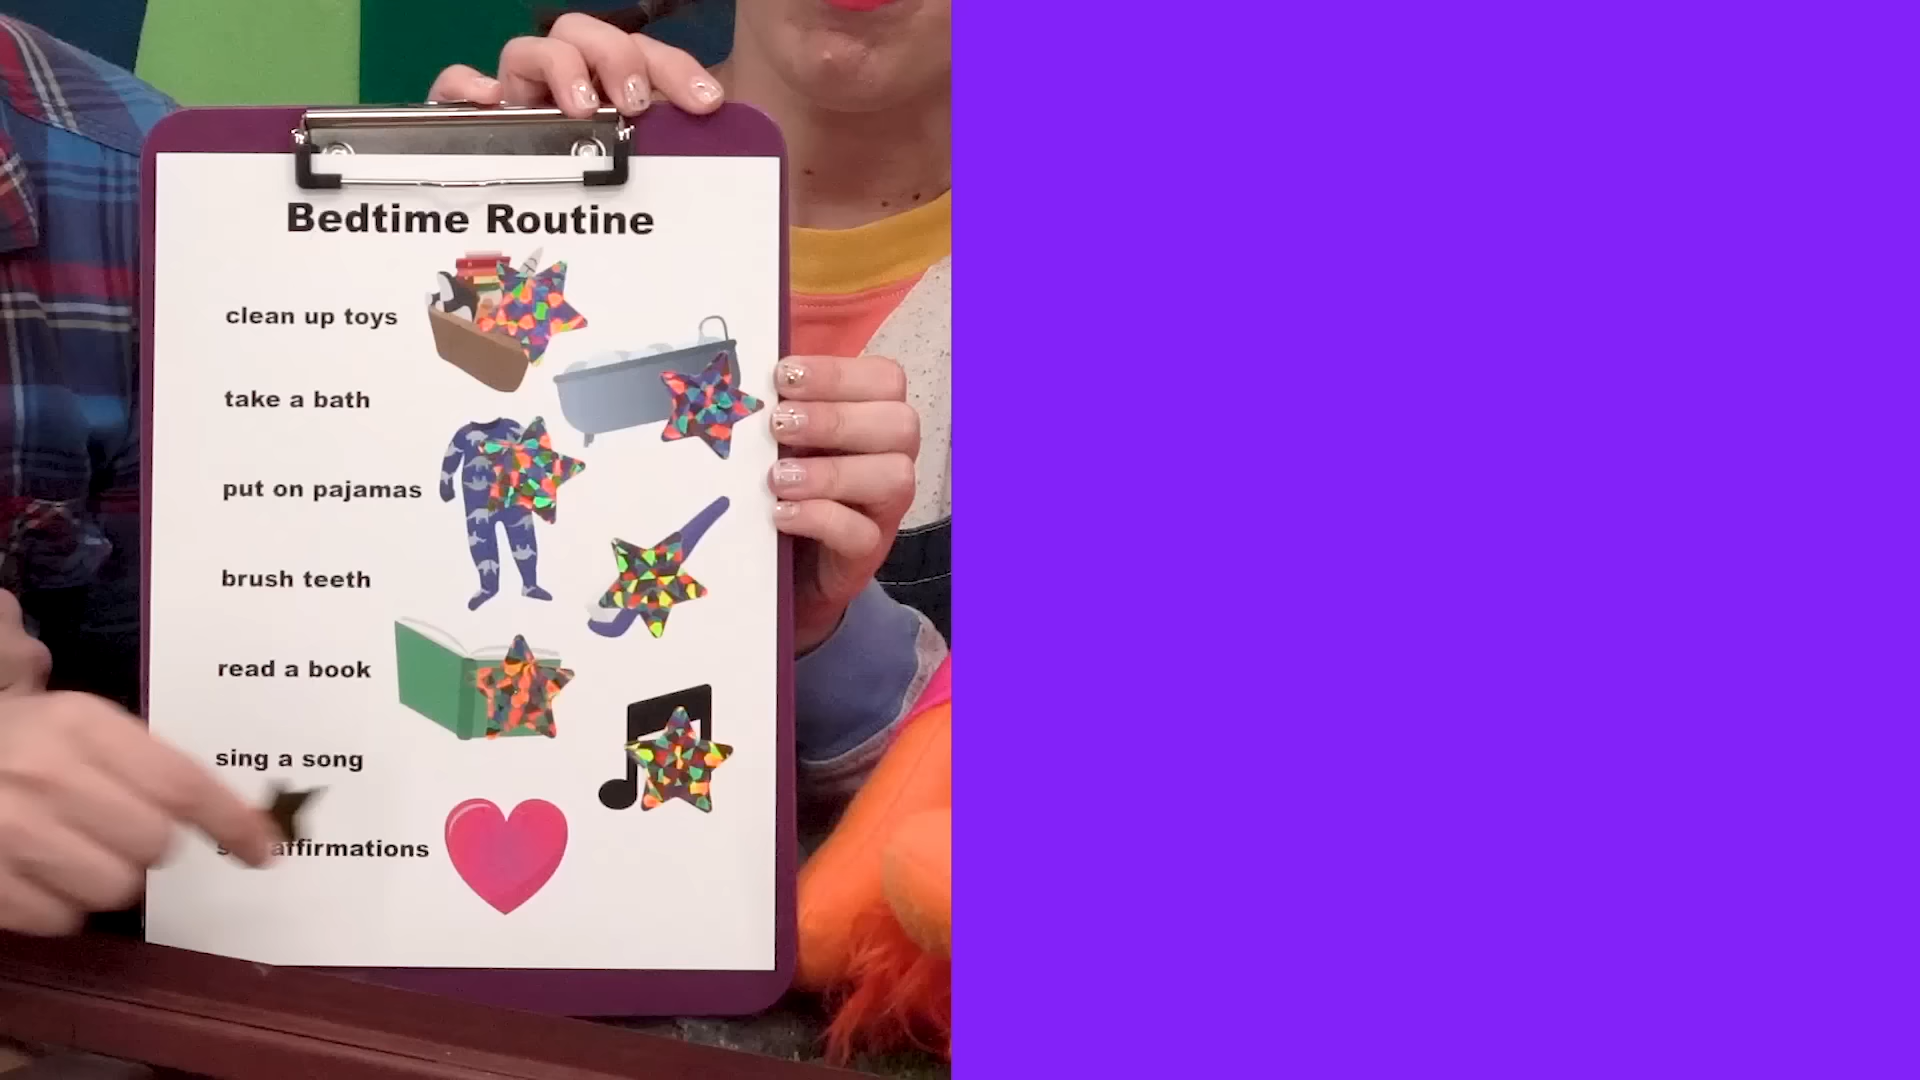 Bedtime Routine
clean up toys
take a bath
put on pajamas
brush teeth
read a book
sing a song
affirmations